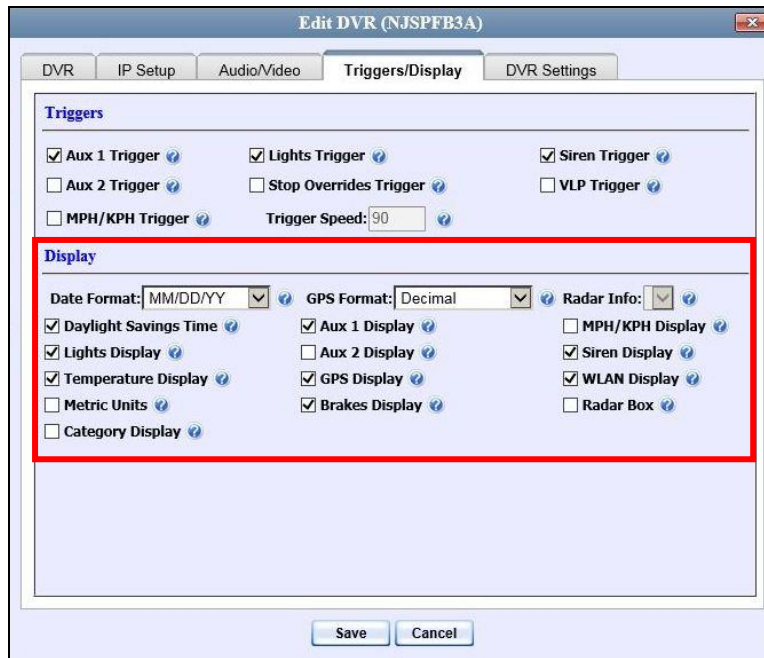 Edit DVR (NJSPFB3A)
DVR IP Setup Audio/Video Triggers/Display DVR Settings
Triggers
Aux 1 Trigger Lights Trigger Siren Trigger
Aux 2 Trigger Stop Overrides Trigger VLP Trigger
MPH/KPH Trigger Trigger Speed: 90
Display
Date Format: MM/DD/YY GPS Format: Decimal Radar Info:
Daylight Savings Time Aux 1 Display MPH/KPH Display
Lights Display Aux 2 Display Siren Display
Temperature Display GPS Display WLAN Display
Metric Units Brakes Display Radar Box
Category Display
Save Cancel